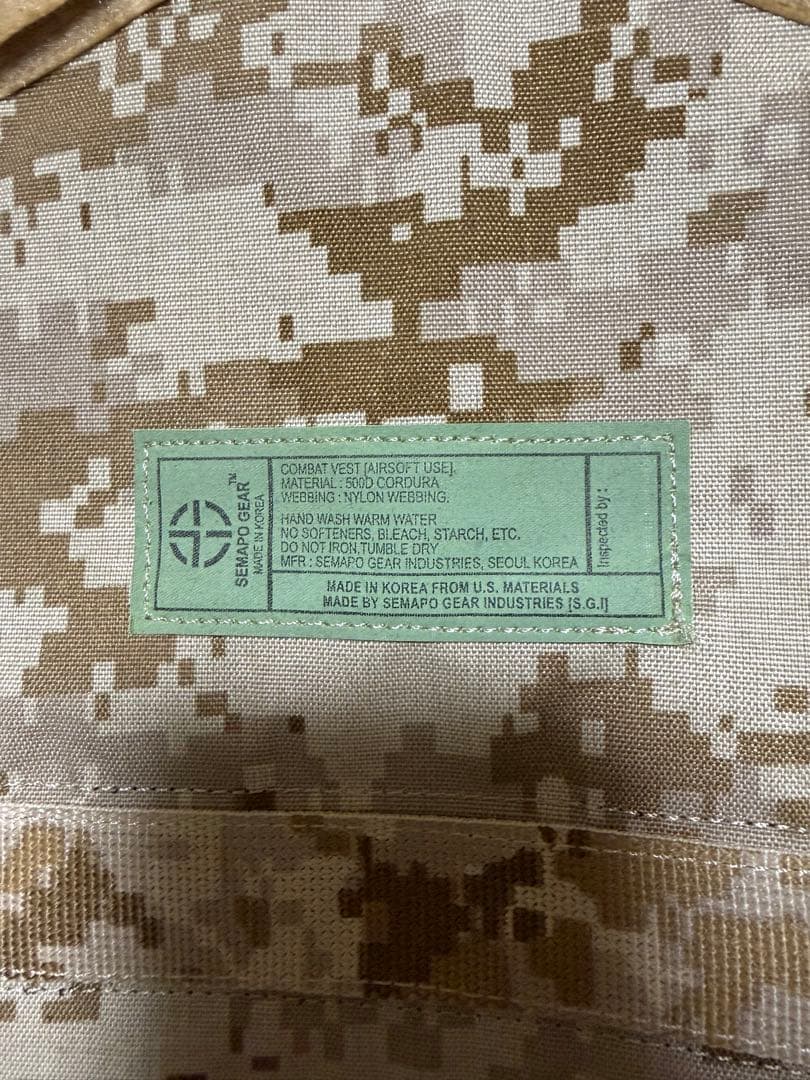 SEMAPO GEAR™
MADE IN KOREA
COMBAT VEST [AIRSOFT USE].
MATERIAL : 500D CORDURA
WEBBING : NYLON WEBBING.
HAND WASH WARM WATER
NO SOFTENERS, BLEACH, STARCH, ETC.
DO NOT IRON,TUMBLE DRY
MFR : SEMAPO GEAR INDUSTRIES, SEOUL KOREA
Inspected by :
MADE IN KOREA FROM U.S. MATERIALS
MADE BY SEMAPO GEAR INDUSTRIES [S.G.I]